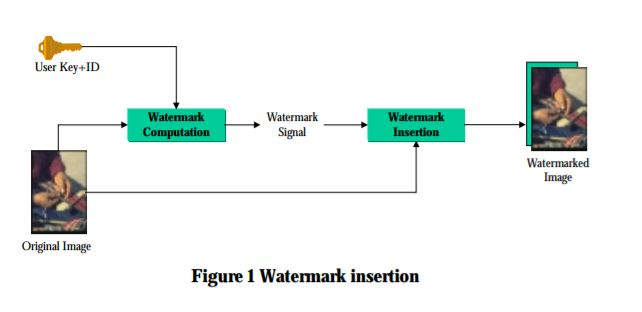 User Key+ID
Watermark
Computation
Watermark
Signal
Watermark
Insertion
Watermarked
Image
Original Image
Figure 1 Watermark insertion